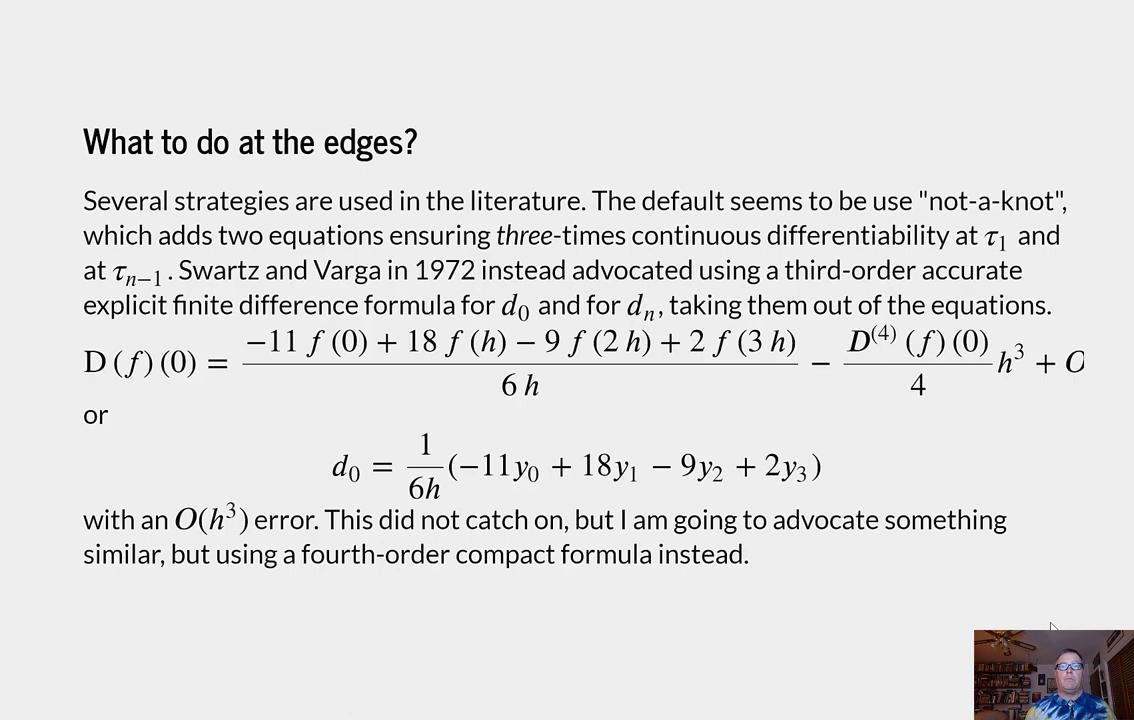 What to do at the edges?
Several strategies are used in the literature. The default seems to be use "not-a-knot",
which adds two equations ensuring three-times continuous differentiability at τ₁ and
at τₙ₋₁. Swartz and Varga in 1972 instead advocated using a third-order accurate
explicit finite difference formula for d₀ and for dₙ, taking them out of the equations.
D (f) (0) = (−11 f (0) + 18 f (h) − 9 f (2 h) + 2 f (3 h)) / (6 h) − (D⁽⁴⁾ (f) (0)) / 4 h³ + O
or
d₀ = 1/(6h) (−11y₀ + 18y₁ − 9y₂ + 2y₃)
with an O(h³) error. This did not catch on, but I am going to advocate something
similar, but using a fourth-order compact formula instead.